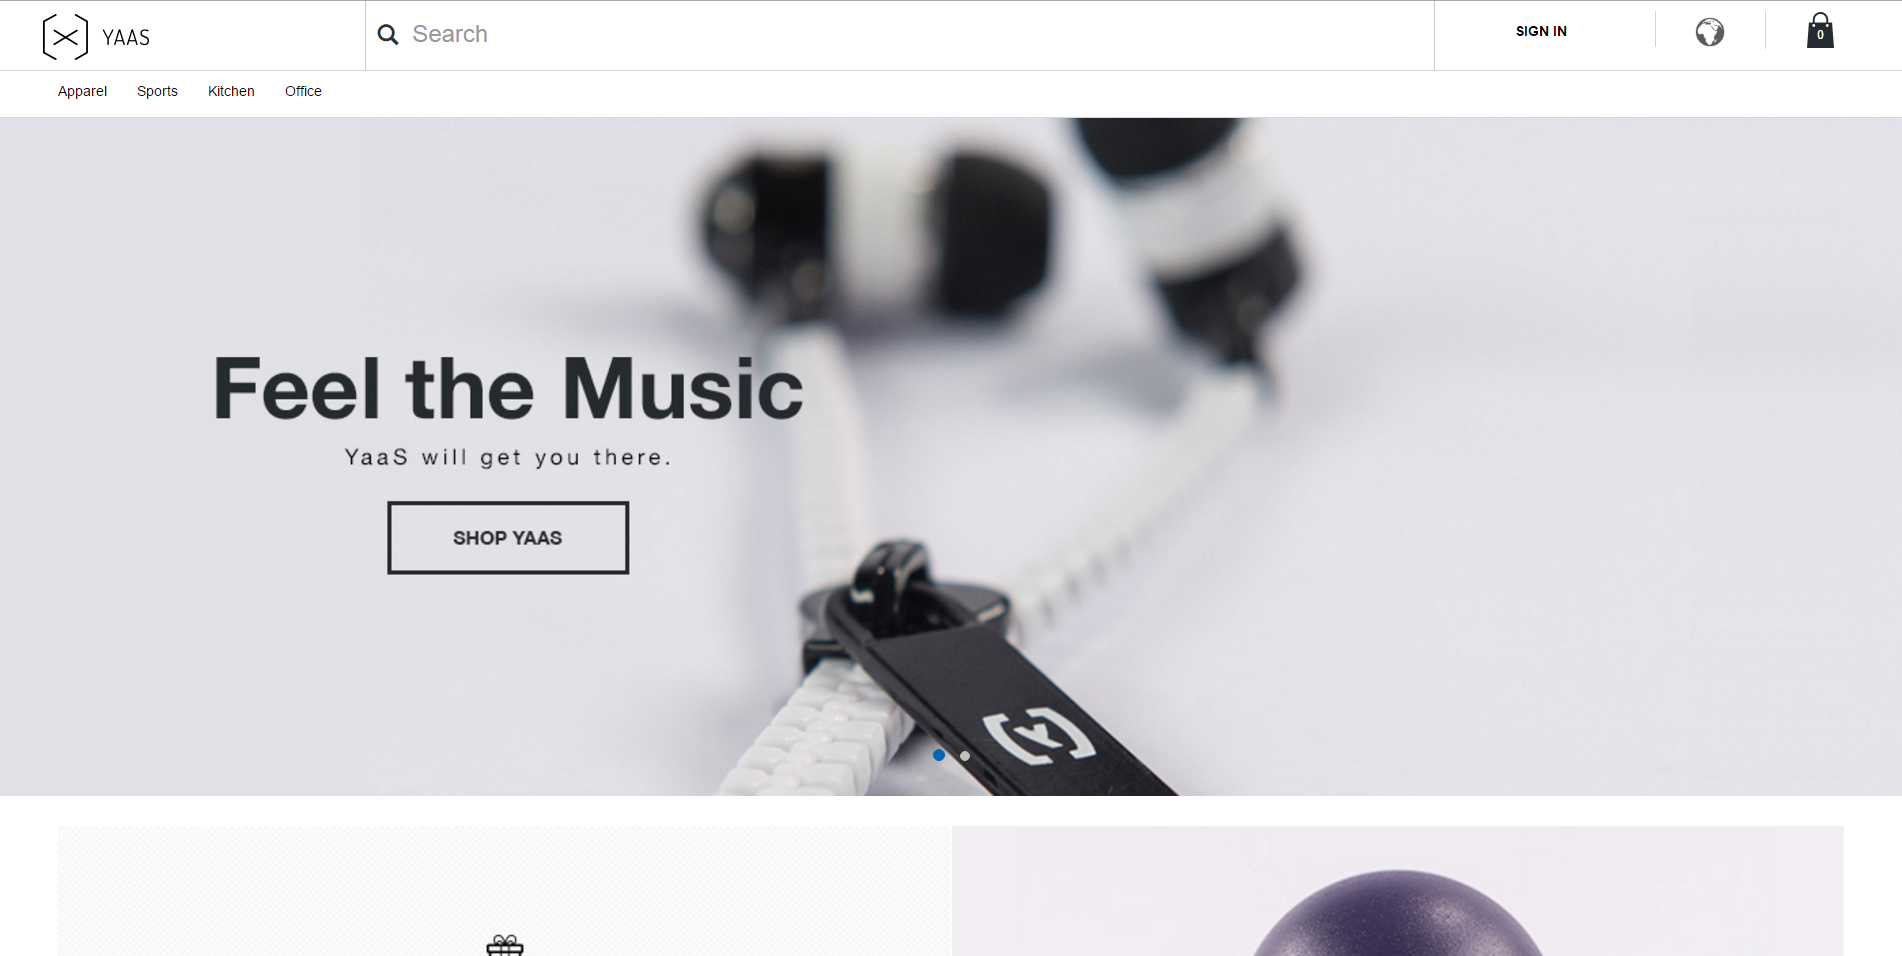 YAAS
Search
SIGN IN
0
Apparel
Sports
Kitchen
Office
Feel the Music
YaaS will get you there.
SHOP YAAS